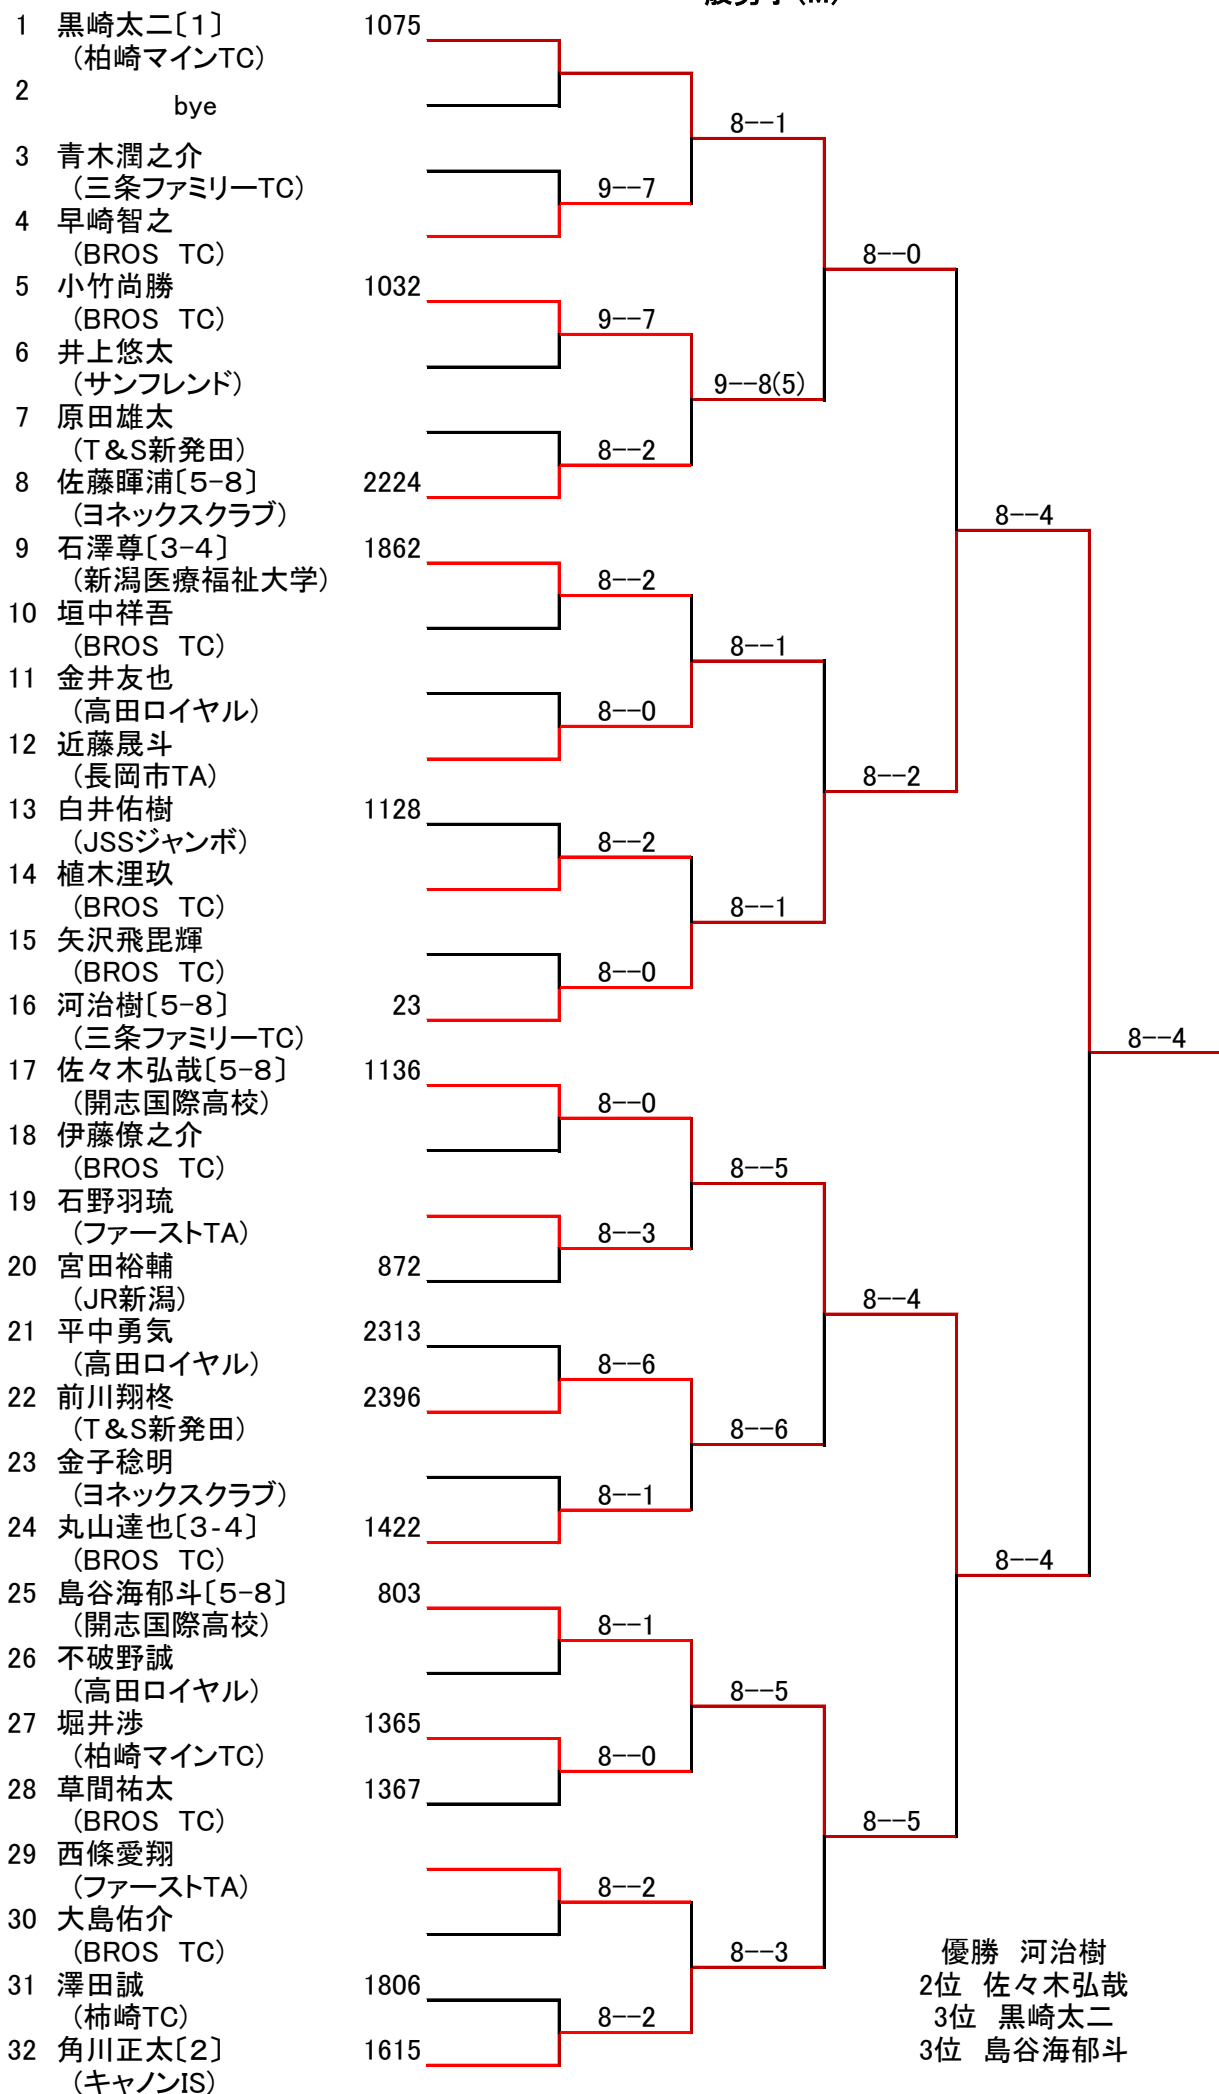 般男子(M)
1 黒崎太二〔1〕 1075
(柏崎マインTC)
2 bye
8--1
3 青木潤之介
(三条ファミリーTC) 9--7
4 早崎智之
(BROS TC) 8--0
5 小竹尚勝 1032
(BROS TC) 9--7
6 井上悠太
(サンフレンド) 9--8(5)
7 原田雄太
(T&S新発田) 8--2
8 佐藤暉浦〔5-8〕 2224
(ヨネックスクラブ) 8--4
9 石澤尊〔3-4〕 1862
(新潟医療福祉大学) 8--2
10 垣中祥吾
(BROS TC) 8--1
11 金井友也
(高田ロイヤル) 8--0
12 近藤晟斗
(長岡市TA) 8--2
13 白井佑樹 1128
(JSSジャンボ) 8--2
14 植木浬玖
(BROS TC) 8--1
15 矢沢飛毘輝
(BROS TC) 8--0
16 河治樹〔5-8〕 23
(三条ファミリーTC) 8--4
17 佐々木弘哉〔5-8〕 1136
(開志国際高校) 8--0
18 伊藤僚之介
(BROS TC) 8--5
19 石野羽琉
(ファーストTA) 8--3
20 宮田裕輔 872
(JR新潟) 8--4
21 平中勇気 2313
(高田ロイヤル) 8--6
22 前川翔柊 2396
(T&S新発田) 8--6
23 金子稔明
(ヨネックスクラブ) 8--1
24 丸山達也〔3-4〕 1422
(BROS TC) 8--4
25 島谷海郁斗〔5-8〕 803
(開志国際高校) 8--1
26 不破野誠
(高田ロイヤル) 8--5
27 堀井渉 1365
(柏崎マインTC) 8--0
28 草間祐太 1367
(BROS TC) 8--5
29 西條愛翔
(ファーストTA) 8--2
30 大島佑介
(BROS TC) 8--3
31 澤田誠 1806
(柿崎TC) 8--2
32 角川正太〔2〕 1615
(キャノンIS)
優勝 河治樹
2位 佐々木弘哉
3位 黒崎太二
3位 島谷海郁斗